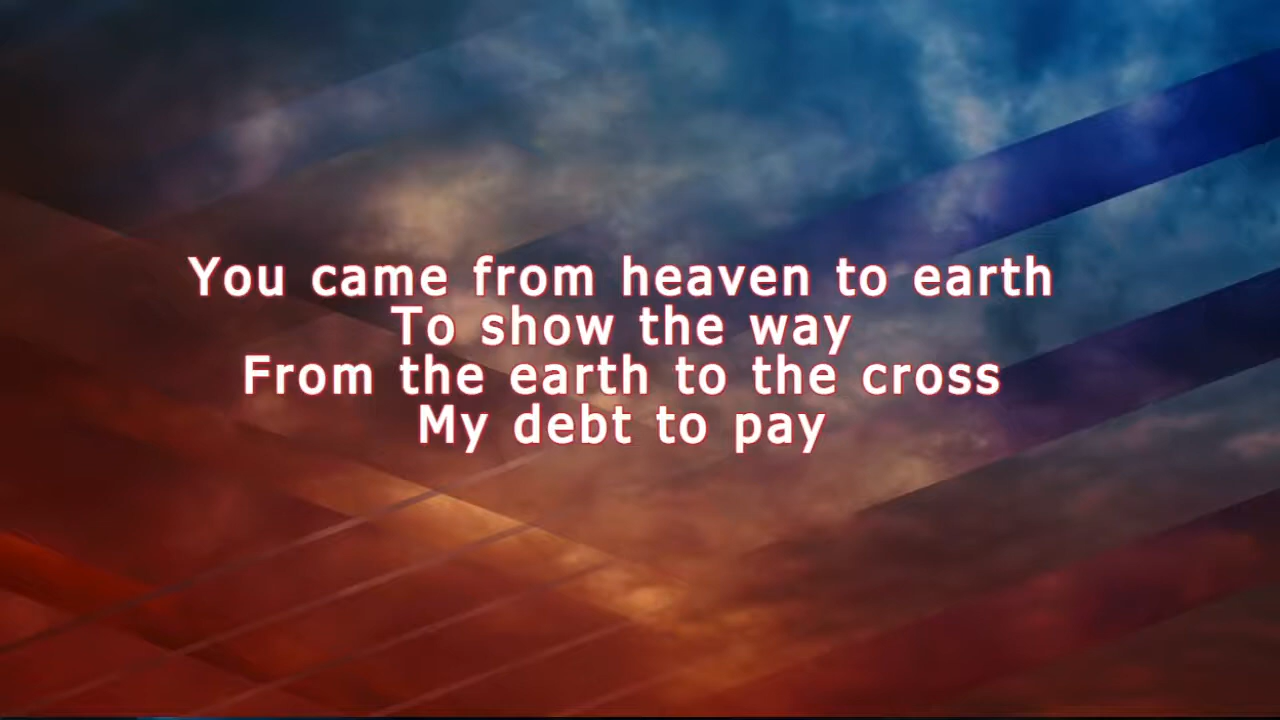 You came from heaven to earth
To show the way
From the earth to the cross
My debt to pay